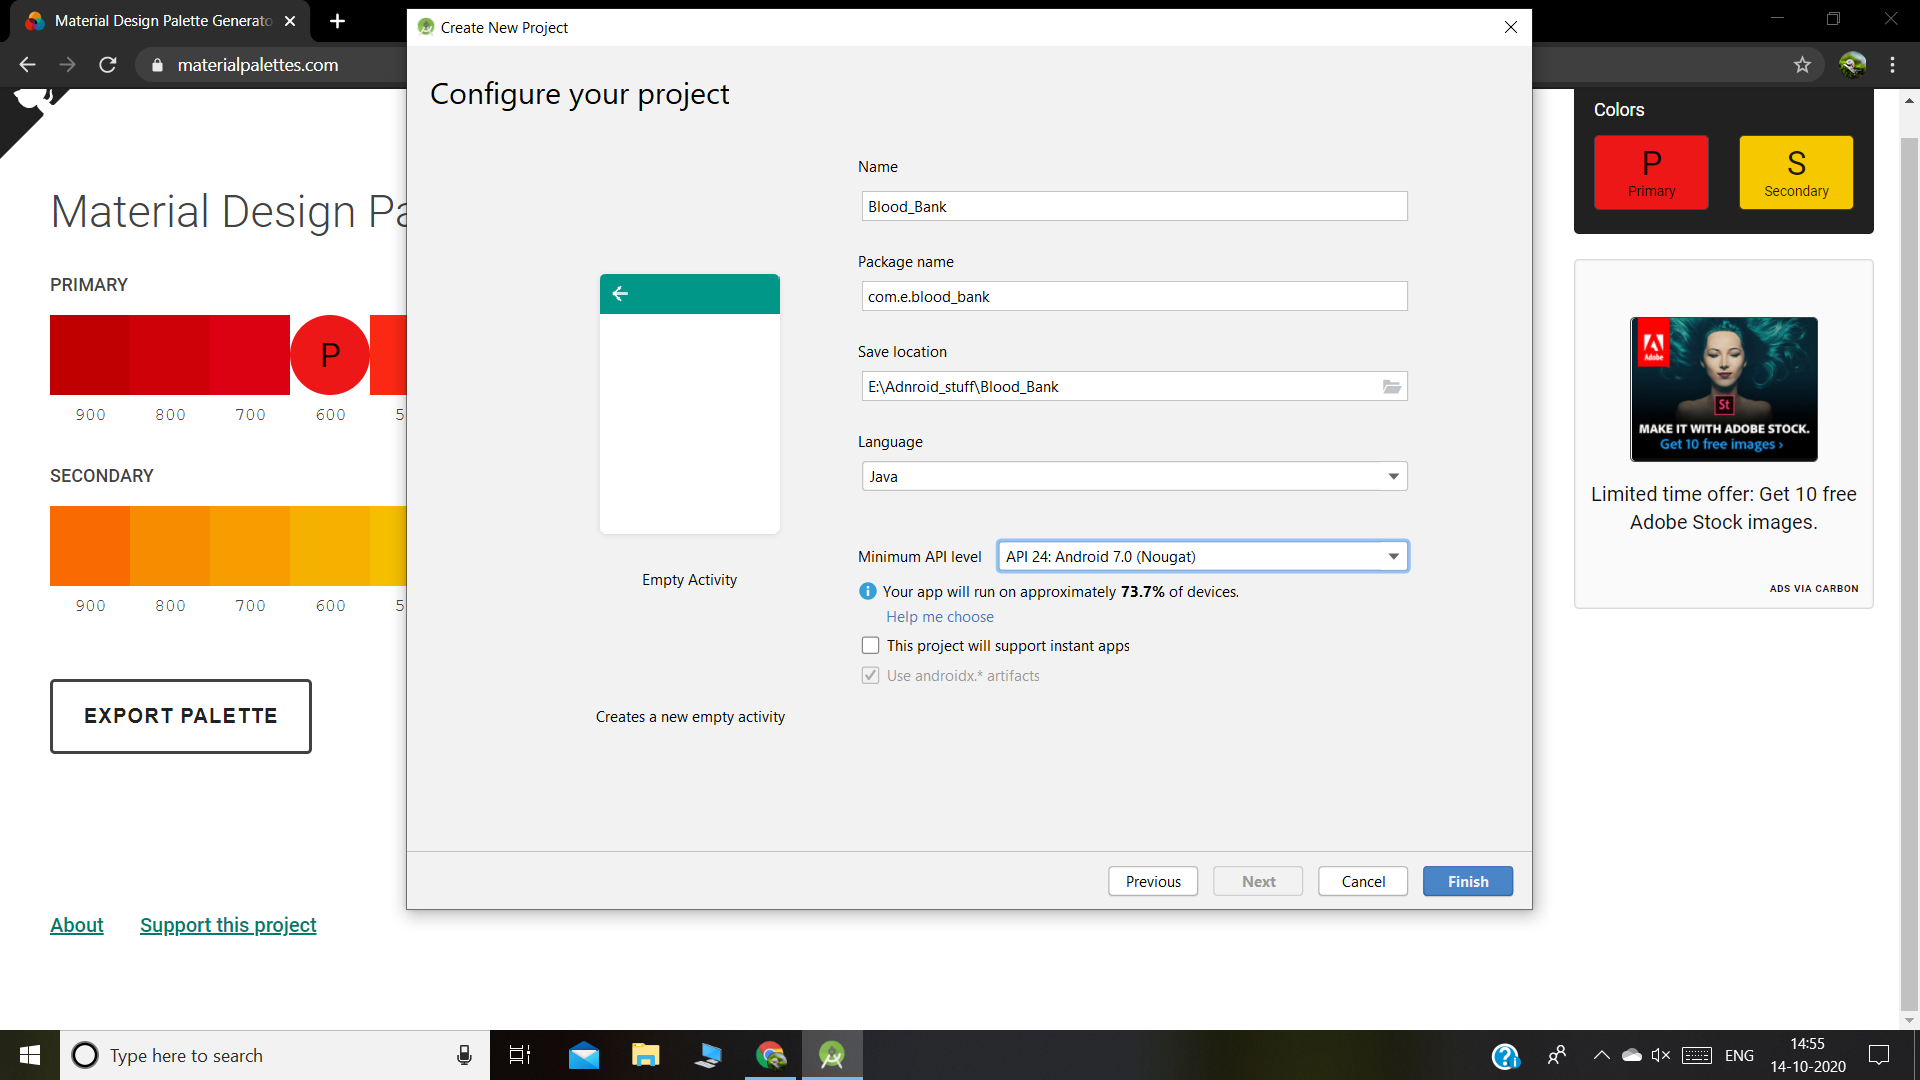 Material Design Palette Generato
materialpalettes.com
Create New Project
Configure your project
Name
Blood_Bank
Package name
com.e.blood_bank
Save location
E:\Adnroid_stuff\Blood_Bank
Language
Java
Minimum API level
API 24: Android 7.0 (Nougat)
Your app will run on approximately 73.7% of devices.
Help me choose
This project will support instant apps
Use androidx.* artifacts
Empty Activity
Creates a new empty activity
Previous
Next
Cancel
Finish
Material Design Pa
PRIMARY
P
900 800 700 600 5
SECONDARY
900 800 700 600 5
EXPORT PALETTE
About
Support this project
Colors
P
Primary
S
Secondary
Adobe
St
MAKE IT WITH ADOBE STOCK.
Get 10 free images ›
Limited time offer: Get 10 free
Adobe Stock images.
ADS VIA CARBON
Type here to search
ENG
14:55
14-10-2020